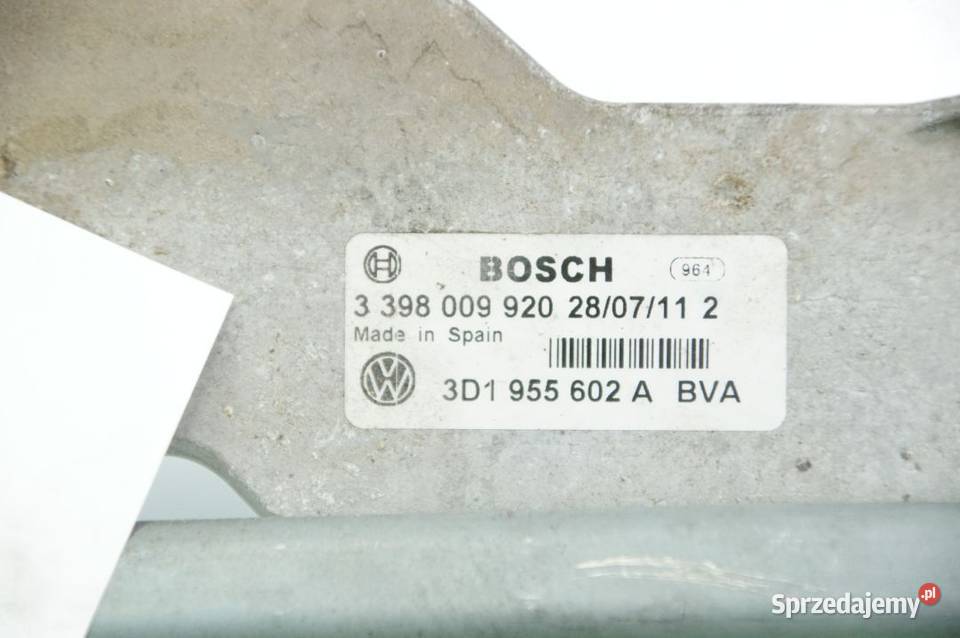 BOSCH 964
3 398 009 920 28/07/11 2
Made in Spain
VW 3D1 955 602 A BVA
Sprzedajemy.pl